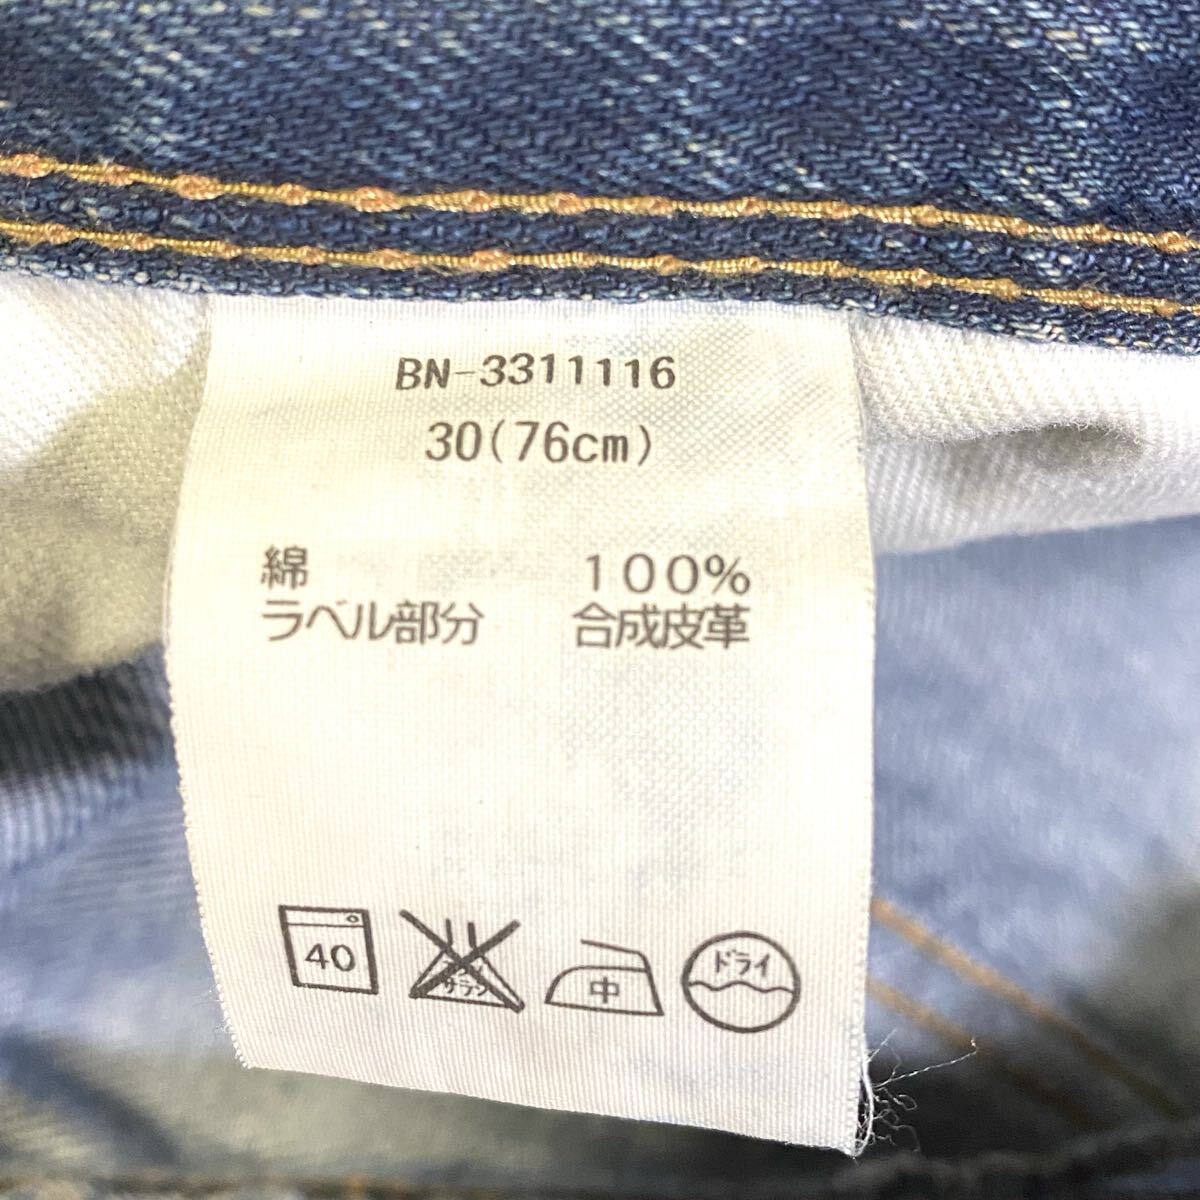 BN-3311116
30(76cm)
綿 100%
ラベル部分 合成皮革
40
中
ドライ